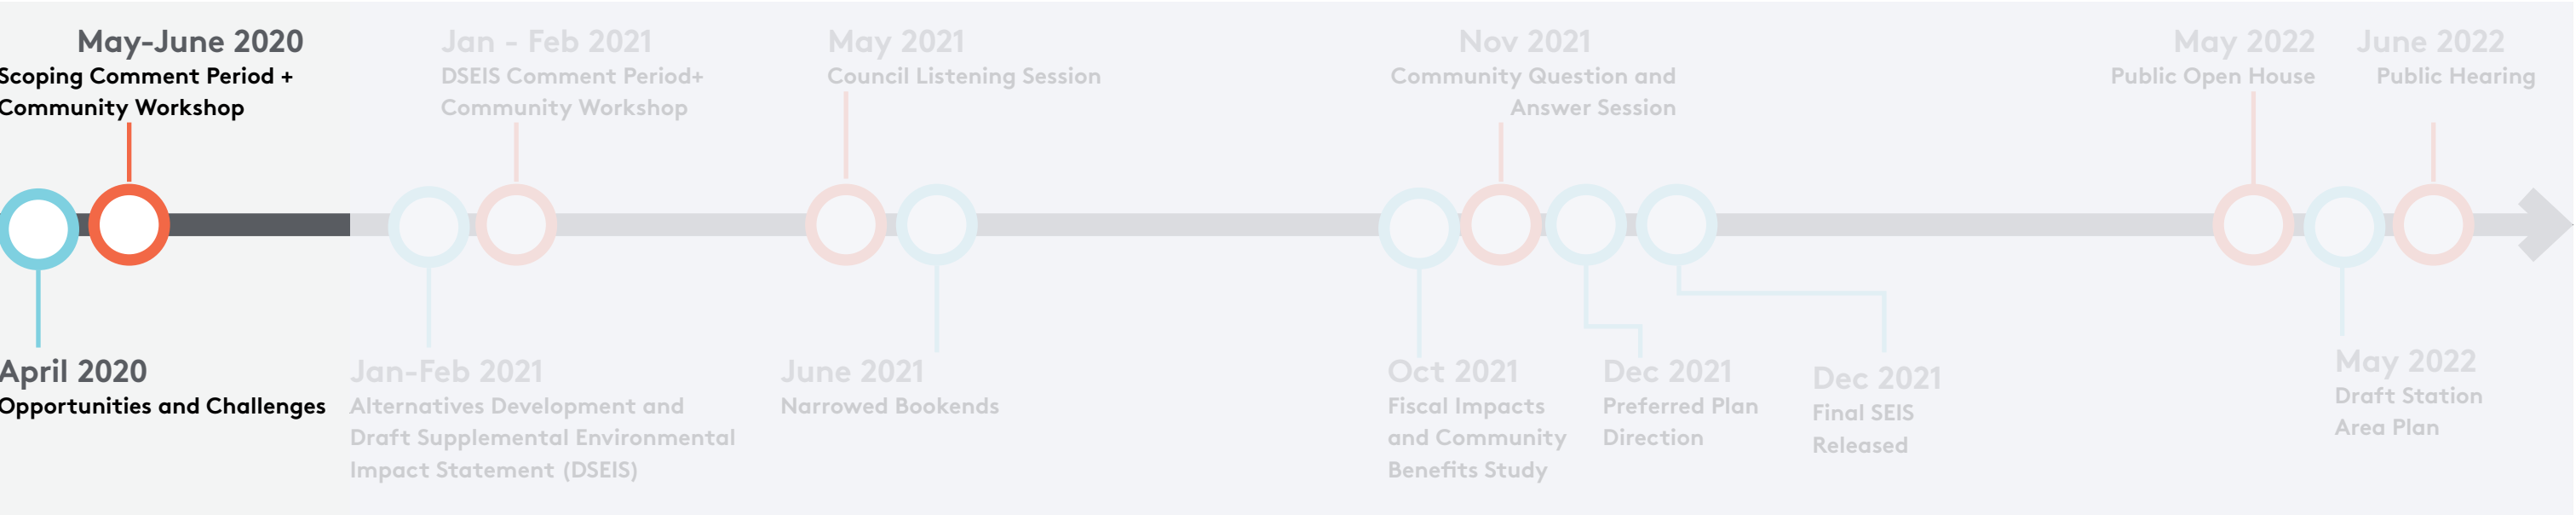 May-June 2020
Scoping Comment Period +
Community Workshop
Jan - Feb 2021
DSEIS Comment Period+
Community Workshop
May 2021
Council Listening Session
Nov 2021
Community Question and
Answer Session
May 2022
Public Open House
June 2022
Public Hearing
April 2020
Opportunities and Challenges
Jan-Feb 2021
Alternatives Development and
Draft Supplemental Environmental
Impact Statement (DSEIS)
June 2021
Narrowed Bookends
Oct 2021
Fiscal Impacts
and Community
Benefits Study
Dec 2021
Preferred Plan
Direction
Dec 2021
Final SEIS
Released
May 2022
Draft Station
Area Plan